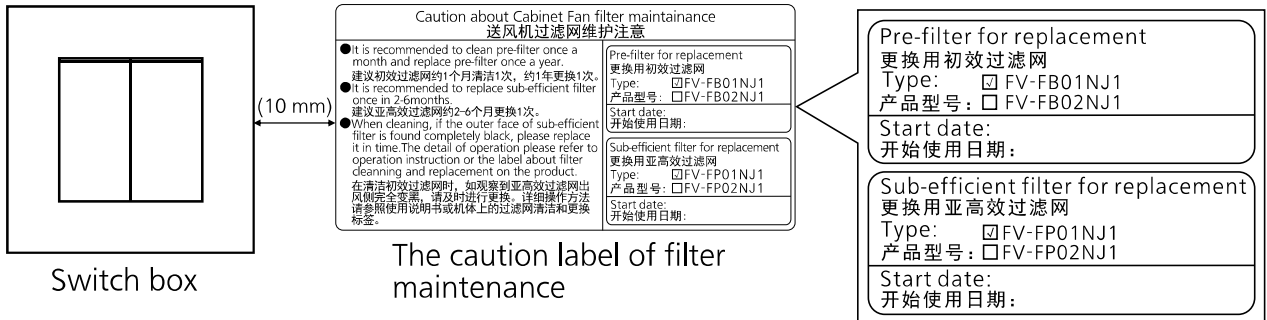 Caution about Cabinet Fan filter maintainance
送风机过滤网维护注意
●It is recommended to clean pre-filter once a
month and replace pre-filter once a year.
建议初效过滤网约1个月清洁1次，约1年更换1次。
●It is recommended to replace sub-efficient filter
once in 2-6months.
建议亚高效过滤网约2-6个月更换1次。
●When cleaning, if the outer face of sub-efficient
filter is found completely black, please replace
it in time.The detail of operation please refer to
operation instruction or the label about filter
cleanning and replacement on the product.
在清洁初效过滤网时，如观察到亚高效过滤网出
风侧完全变黑，请及时进行更换。详细操作方法
请参照使用说明书或机体上的过滤网清洁和更换
标签。
Pre-filter for replacement
更换用初效过滤网
Type: ☑FV-FB01NJ1
产品型号：☐FV-FB02NJ1
Start date:
开始使用日期：
Sub-efficient filter for replacement
更换用亚高效过滤网
Type: ☑FV-FP01NJ1
产品型号：☐FV-FP02NJ1
Start date:
开始使用日期：
(10 mm)
Switch box
The caution label of filter
maintenance
Pre-filter for replacement
更换用初效过滤网
Type: ☑ FV-FB01NJ1
产品型号：☐ FV-FB02NJ1
Start date:
开始使用日期：
Sub-efficient filter for replacement
更换用亚高效过滤网
Type: ☑FV-FP01NJ1
产品型号：☐FV-FP02NJ1
Start date:
开始使用日期：